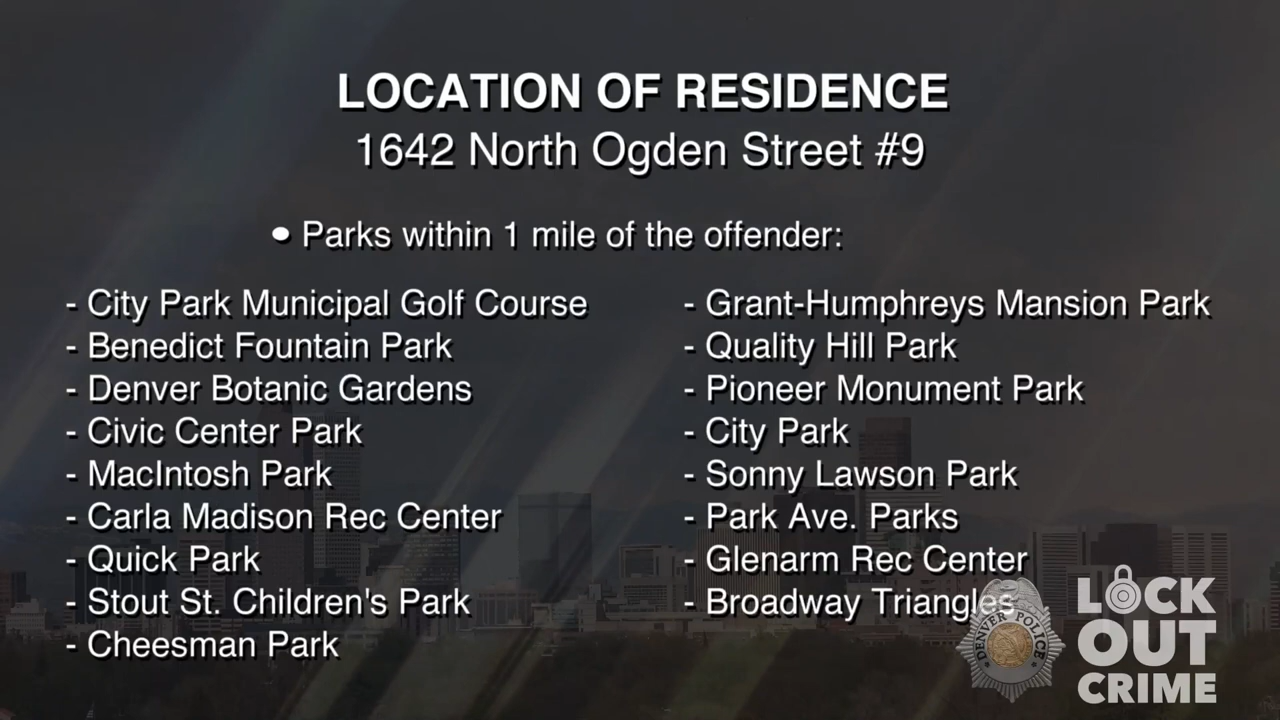 LOCATION OF RESIDENCE
1642 North Ogden Street #9
• Parks within 1 mile of the offender:
- City Park Municipal Golf Course
- Benedict Fountain Park
- Denver Botanic Gardens
- Civic Center Park
- MacIntosh Park
- Carla Madison Rec Center
- Quick Park
- Stout St. Children's Park
- Cheesman Park
- Grant-Humphreys Mansion Park
- Quality Hill Park
- Pioneer Monument Park
- City Park
- Sonny Lawson Park
- Park Ave. Parks
- Glenarm Rec Center
- Broadway Triangles
DENVER POLICE
LOCK
OUT
CRIME